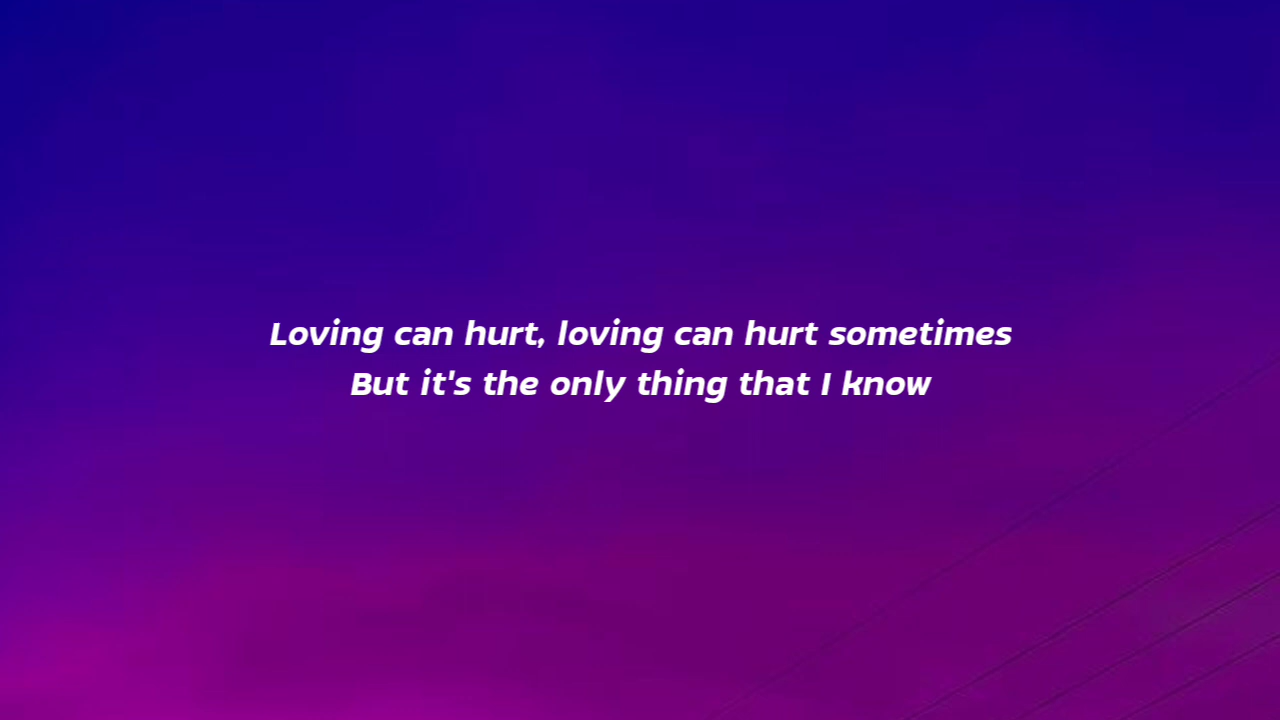 Loving can hurt, loving can hurt sometimes
But it's the only thing that I know